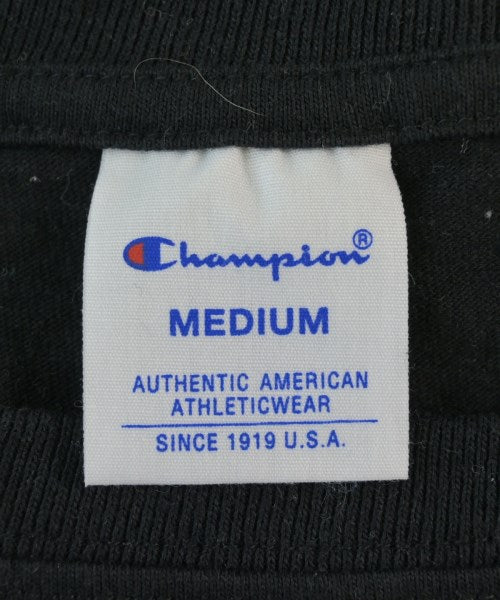 Champion®
MEDIUM
AUTHENTIC AMERICAN
ATHLETICWEAR
SINCE 1919 U.S.A.